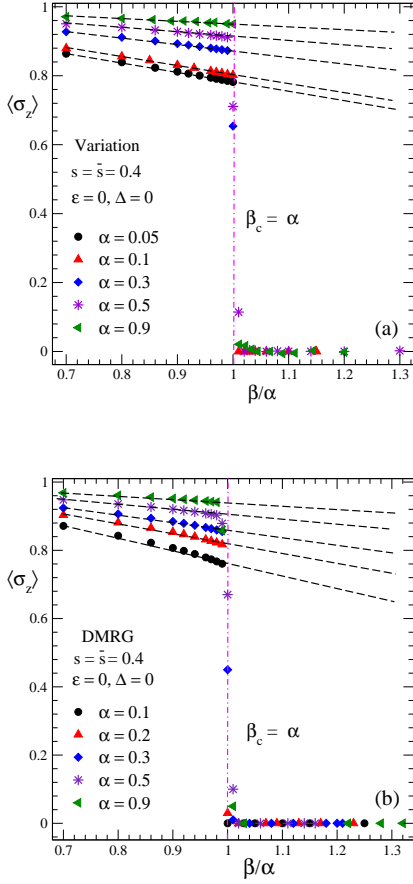 1
0.8
⟨σz⟩
0.6
Variation
s = s̄ = 0.4
ε = 0, Δ = 0
0.4
βc = α
α = 0.05
α = 0.1
0.2
α = 0.3
α = 0.5
α = 0.9
(a)
0
0.7 0.8 0.9 1 1.1 1.2 1.3
β/α
1
0.8
⟨σz⟩
0.6
DMRG
s = s̄ = 0.4
ε = 0, Δ = 0
0.4
βc = α
α = 0.1
α = 0.2
0.2
α = 0.3
α = 0.5
α = 0.9
(b)
0
0.7 0.8 0.9 1 1.1 1.2 1.3
β/α